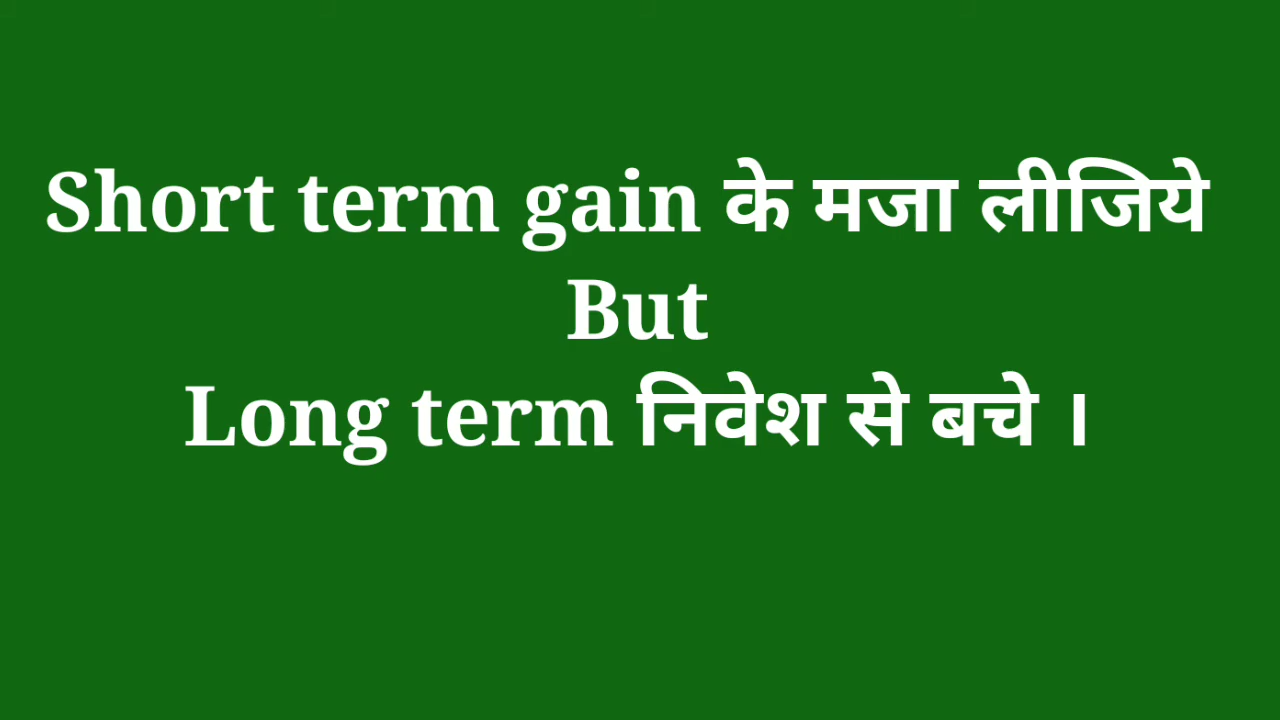 Short term gain के मजा लीजिये
But
Long term निवेश से बचे ।